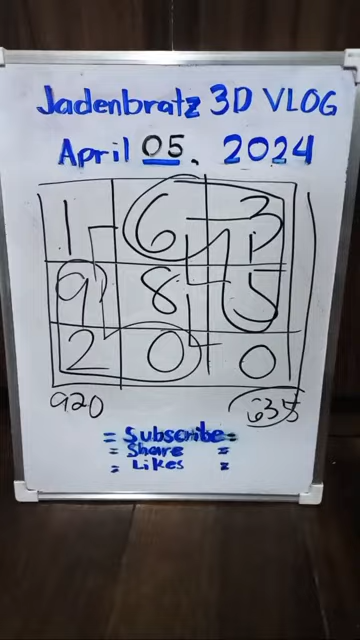 Jadenbratz 3D VLOG
April 05, 2024
1 6 3
9 8 5
2 0 0
920 635
= Subscribe =
= Share =
= Likes =